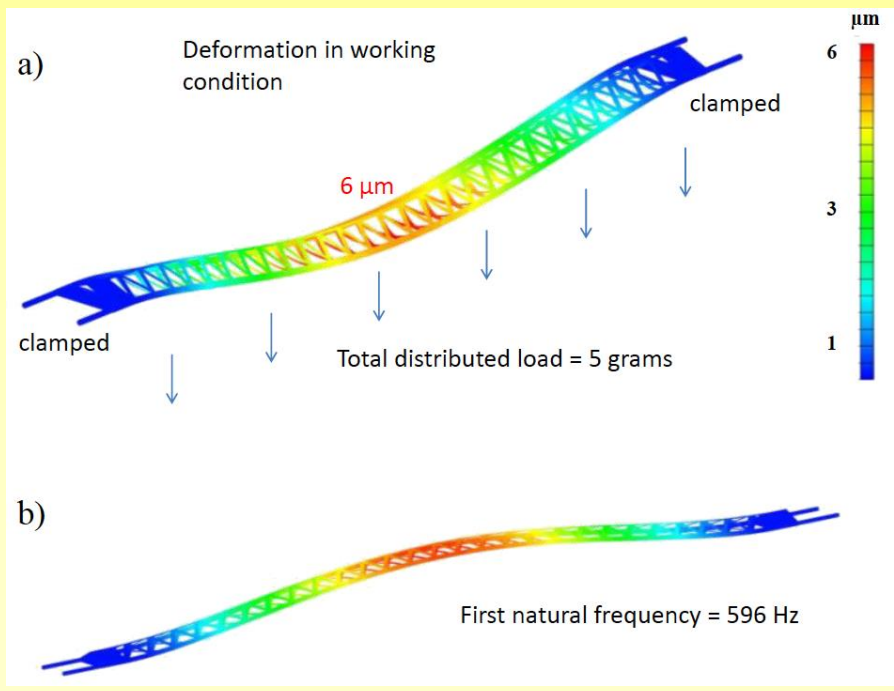 µm
a)
Deformation in working
condition
6
clamped
6 µm
3
clamped
1
Total distributed load = 5 grams
b)
First natural frequency = 596 Hz